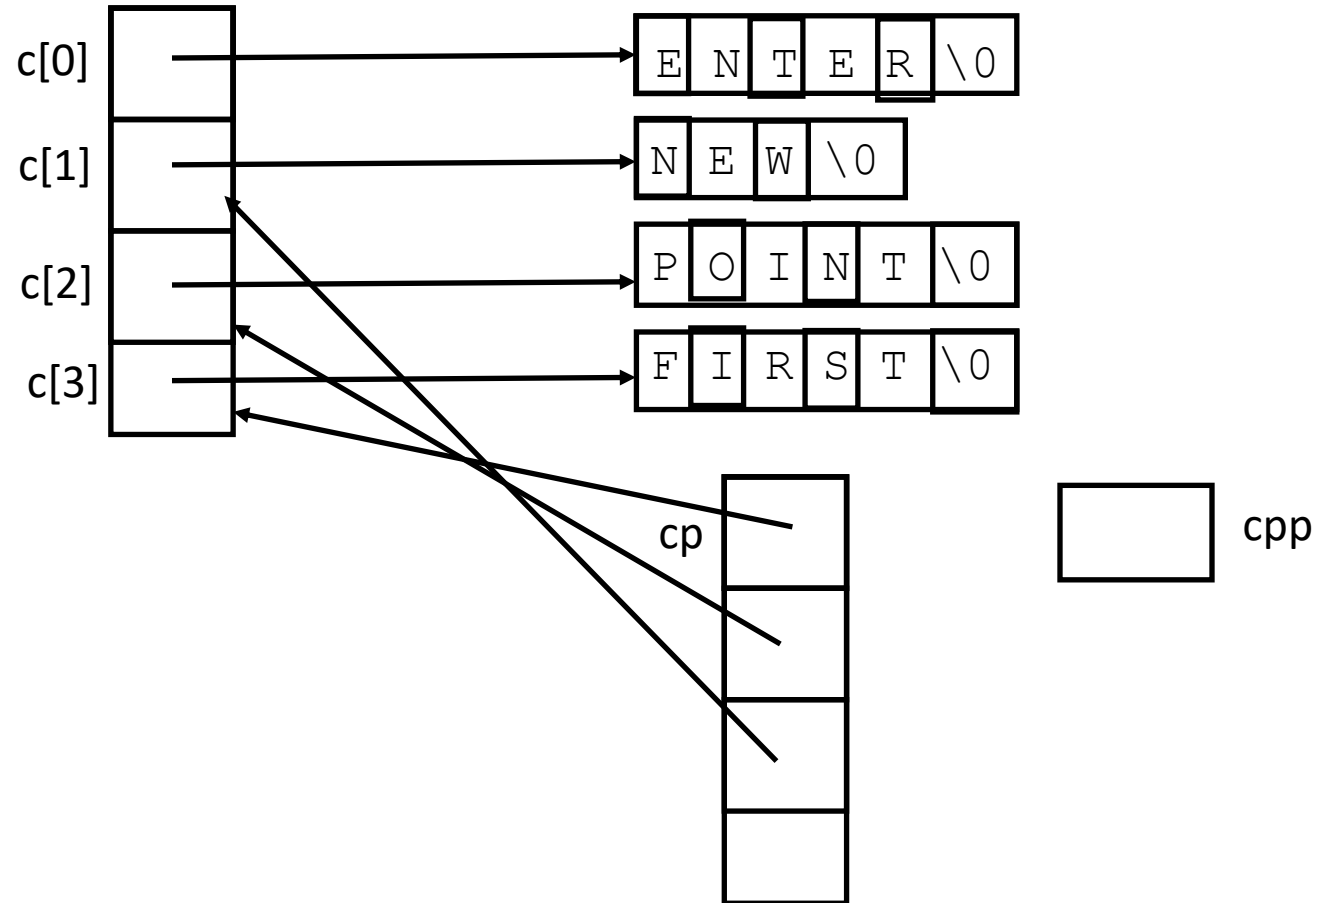 c[0] E N T E R \0
c[1] N E W \0
c[2] P O I N T \0
c[3] F I R S T \0
cp
cpp